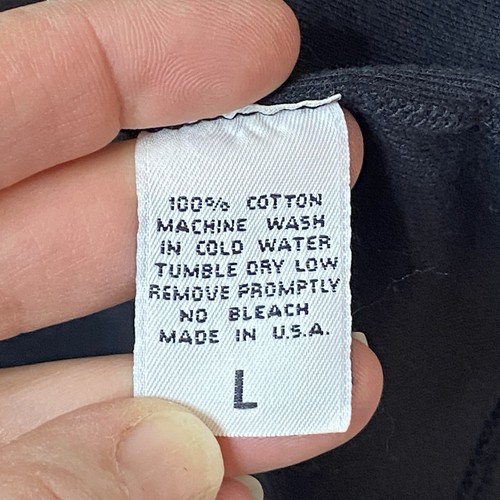 100% COTTON
MACHINE WASH
IN COLD WATER
TUMBLE DRY LOW
REMOVE PROMPTLY
NO BLEACH
MADE IN U.S.A.
L